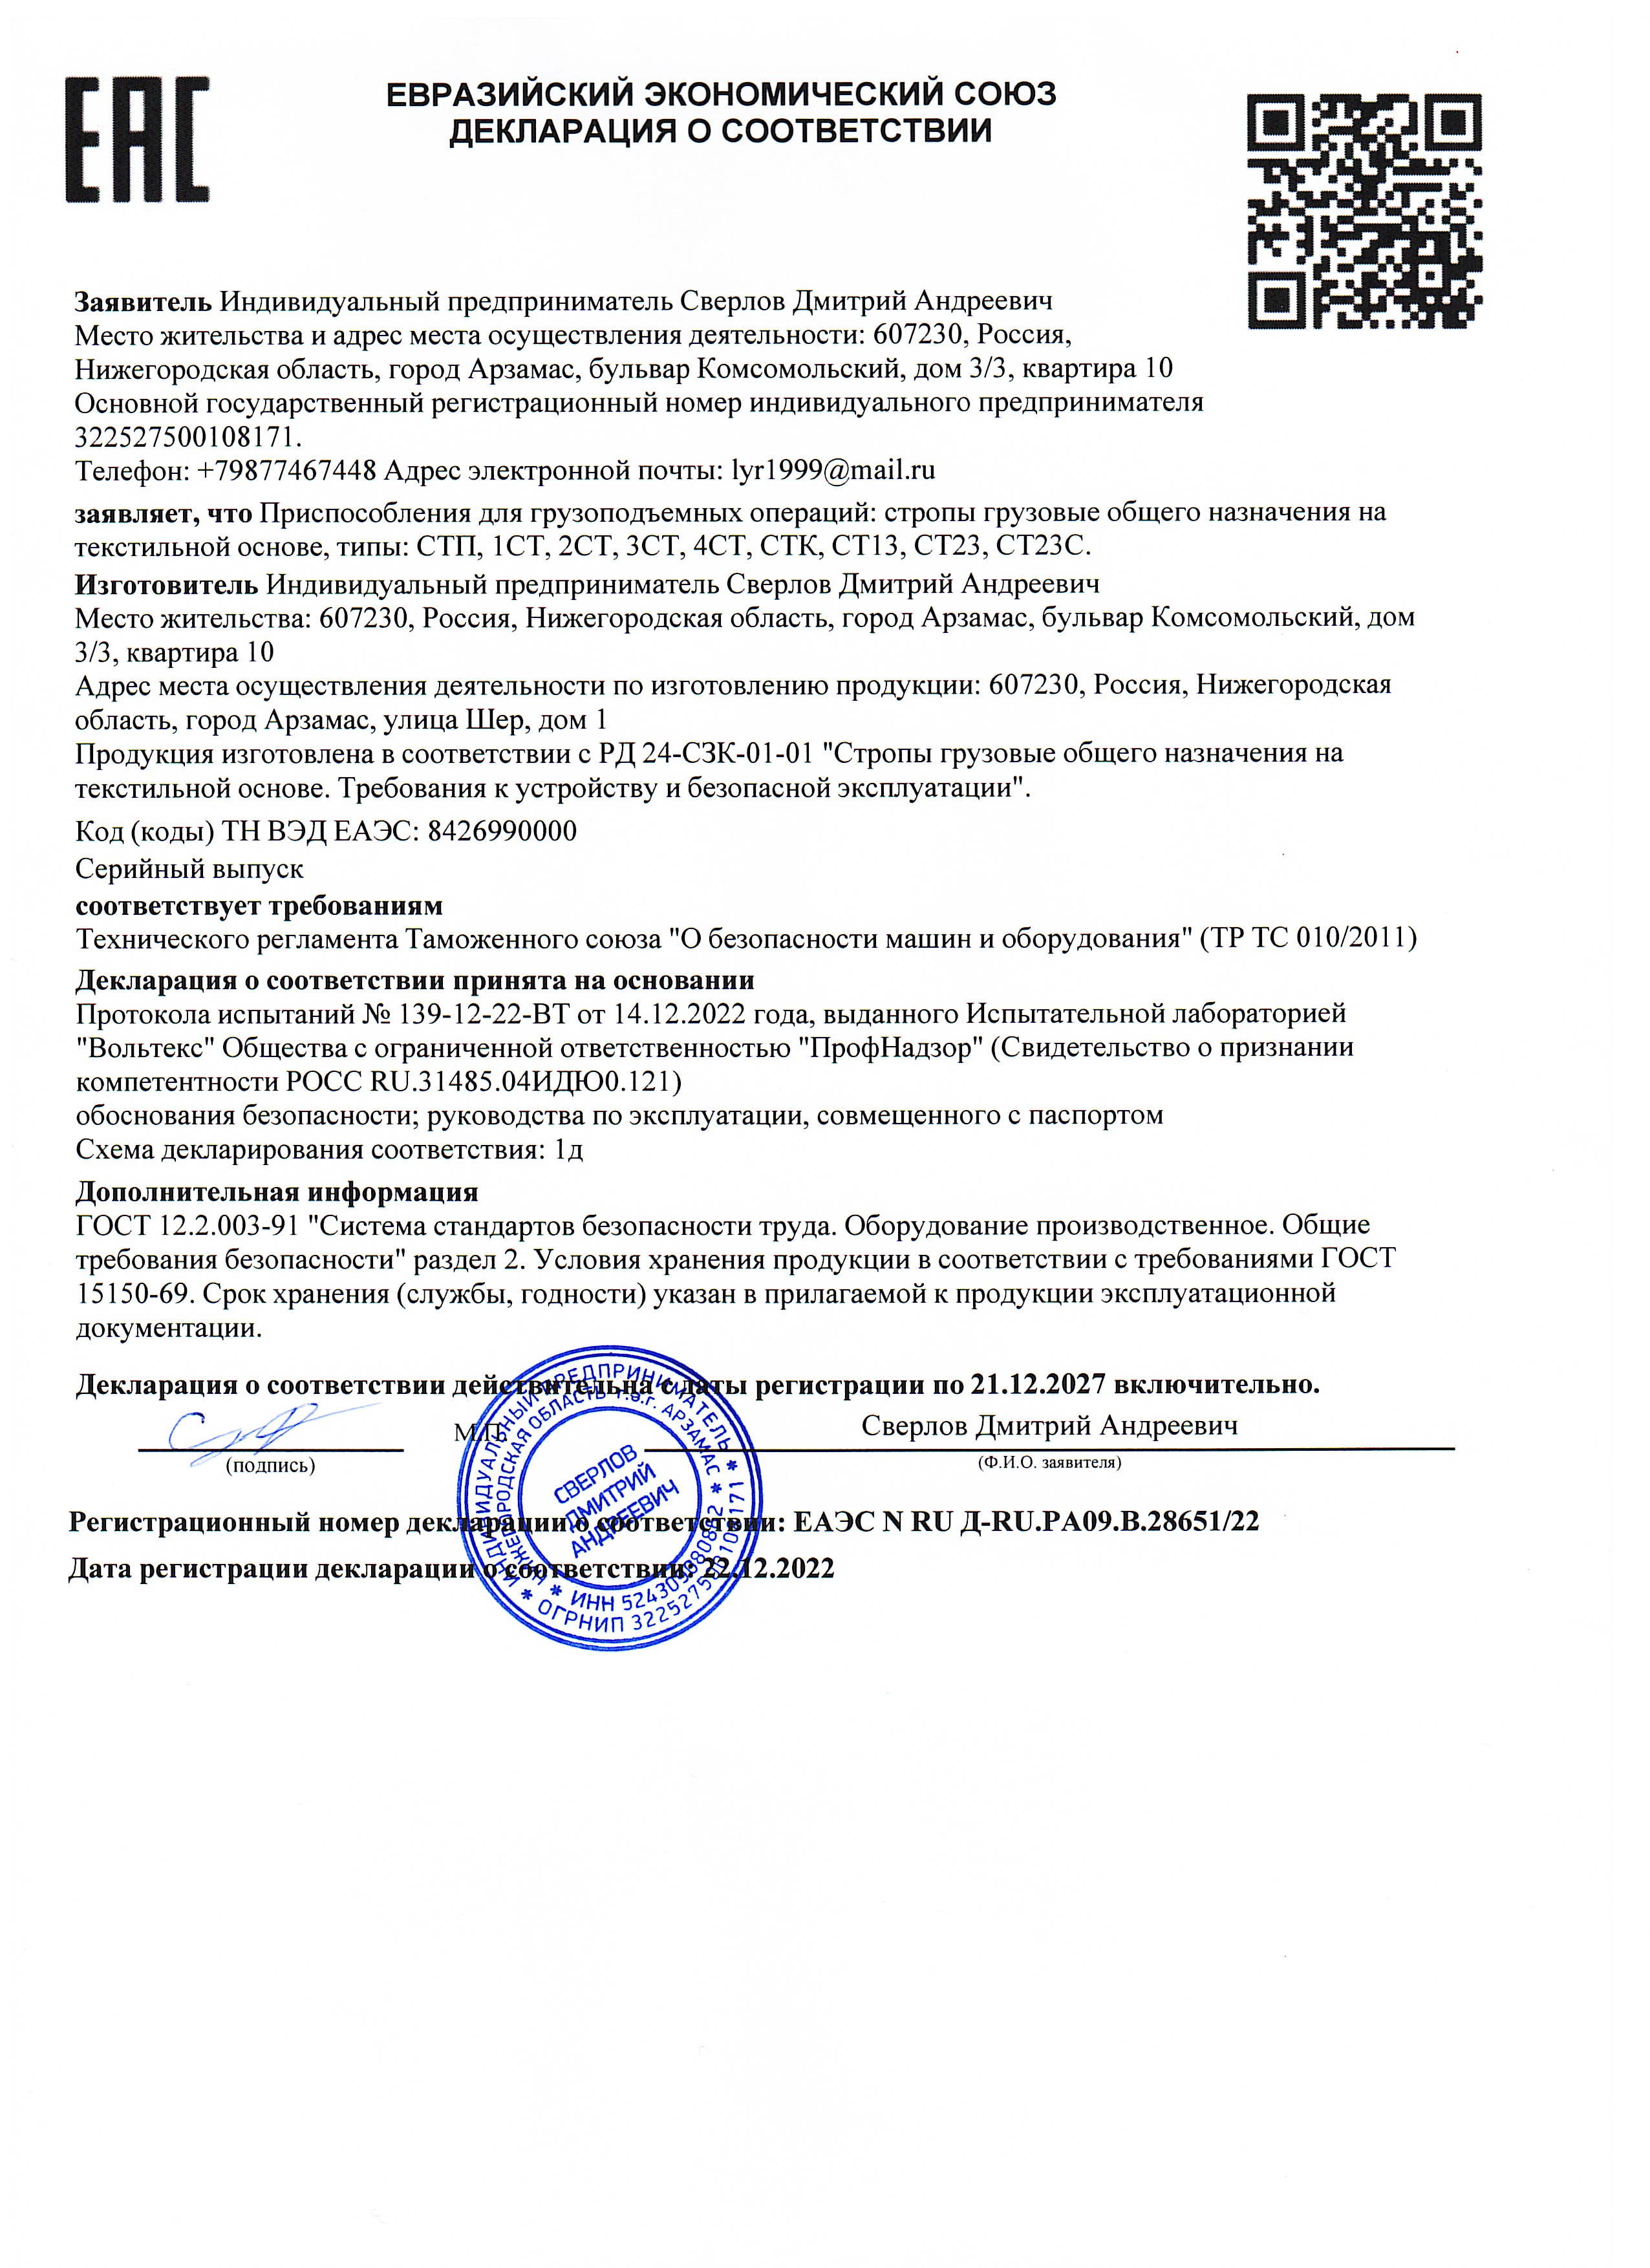 ЕАС
ЕВРАЗИЙСКИЙ ЭКОНОМИЧЕСКИЙ СОЮЗ
ДЕКЛАРАЦИЯ О СООТВЕТСТВИИ
Заявитель Индивидуальный предприниматель Сверлов Дмитрий Андреевич
Место жительства и адрес места осуществления деятельности: 607230, Россия,
Нижегородская область, город Арзамас, бульвар Комсомольский, дом 3/3, квартира 10
Основной государственный регистрационный номер индивидуального предпринимателя
322527500108171.
Телефон: +79877467448 Адрес электронной почты: lyr1999@mail.ru
заявляет, что Приспособления для грузоподъемных операций: стропы грузовые общего назначения на
текстильной основе, типы: СТП, 1СТ, 2СТ, 3СТ, 4СТ, СТК, СТ13, СТ23, СТ23С.
Изготовитель Индивидуальный предприниматель Сверлов Дмитрий Андреевич
Место жительства: 607230, Россия, Нижегородская область, город Арзамас, бульвар Комсомольский, дом
3/3, квартира 10
Адрес места осуществления деятельности по изготовлению продукции: 607230, Россия, Нижегородская
область, город Арзамас, улица Шер, дом 1
Продукция изготовлена в соответствии с РД 24-СЗК-01-01 "Стропы грузовые общего назначения на
текстильной основе. Требования к устройству и безопасной эксплуатации".
Код (коды) ТН ВЭД ЕАЭС: 8426990000
Серийный выпуск
соответствует требованиям
Технического регламента Таможенного союза "О безопасности машин и оборудования" (ТР ТС 010/2011)
Декларация о соответствии принята на основании
Протокола испытаний № 139-12-22-ВТ от 14.12.2022 года, выданного Испытательной лабораторией
"Вольтекс" Общества с ограниченной ответственностью "ПрофНадзор" (Свидетельство о признании
компетентности РОСС RU.31485.04ИДЮ0.121)
обоснования безопасности; руководства по эксплуатации, совмещенного с паспортом
Схема декларирования соответствия: 1д
Дополнительная информация
ГОСТ 12.2.003-91 "Система стандартов безопасности труда. Оборудование производственное. Общие
требования безопасности" раздел 2. Условия хранения продукции в соответствии с требованиями ГОСТ
15150-69. Срок хранения (службы, годности) указан в прилагаемой к продукции эксплуатационной
документации.
Декларация о соответствии действительна с даты регистрации по 21.12.2027 включительно.
М.П.
Сверлов Дмитрий Андреевич
(подпись)
(Ф.И.О. заявителя)
ИНДИВИДУАЛЬНЫЙ ПРЕДПРИНИМАТЕЛЬ
НИЖЕГОРОДСКАЯ ОБЛАСТЬ г.о.г. АРЗАМАС
СВЕРЛОВ
ДМИТРИЙ
АНДРЕЕВИЧ
ИНН
ОГРНИП 322527500108171
Регистрационный номер декларации о соответствии: ЕАЭС N RU Д-RU.РА09.В.28651/22
Дата регистрации декларации о соответствии: 22.12.2022